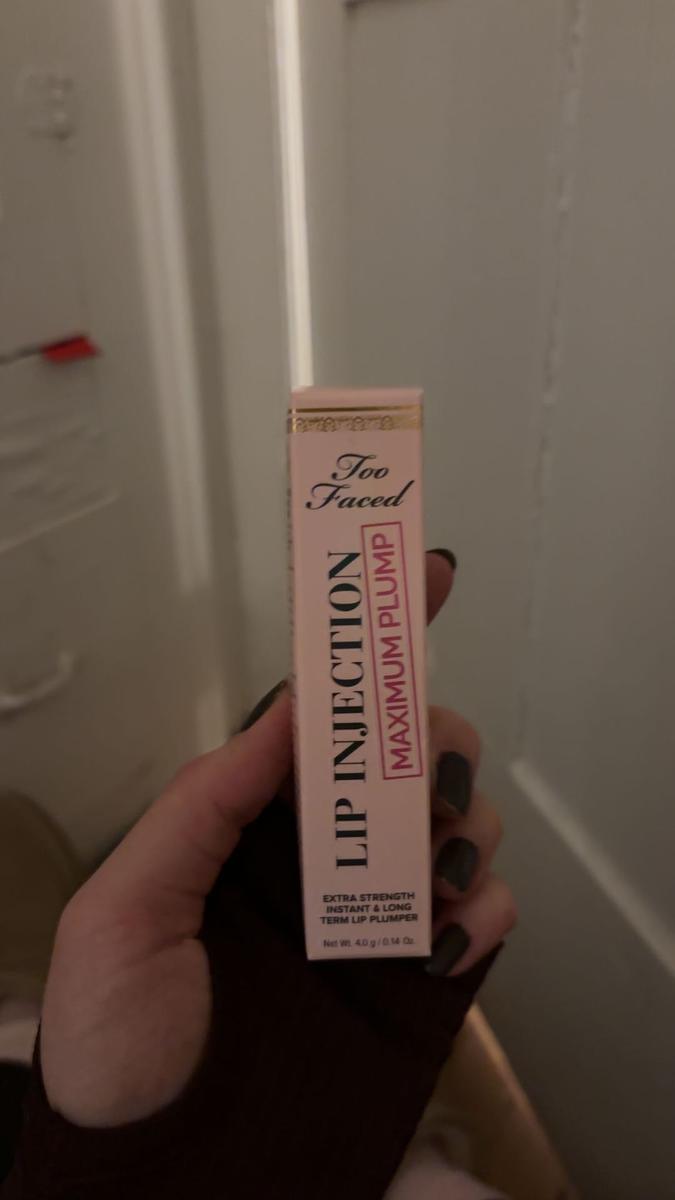 Too
Faced
LIP INJECTION
MAXIMUM PLUMP
EXTRA STRENGTH
INSTANT & LONG
TERM LIP PLUMPER
Net Wt. 4.0 g / 0.14 Oz.